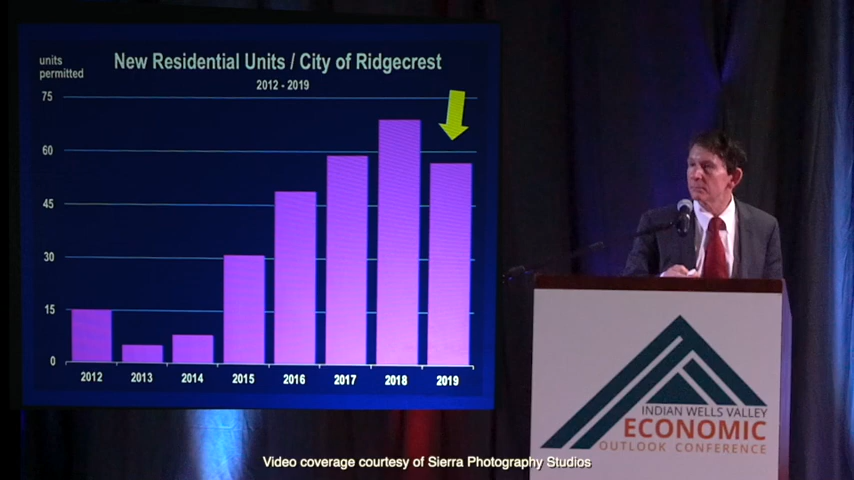 New Residential Units / City of Ridgecrest
2012 - 2019
units
permitted
75
60
45
30
15
0
2012 2013 2014 2015 2016 2017 2018 2019
INDIAN WELLS VALLEY
ECONOMIC
OUTLOOK CONFERENCE
Video coverage courtesy of Sierra Photography Studios